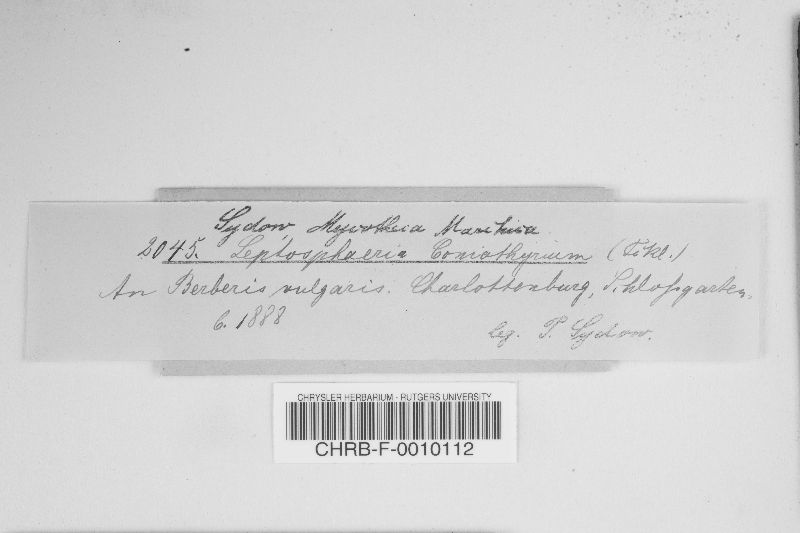 Sydow, Mycotheca Marchica
2045. Leptosphaeria Coniothyrium (Fckl.)
An Berberis vulgaris. Charlottenburg, Schloßgarten.
6. 1888
leg. P. Sydow.
CHRYSLER HERBARIUM - RUTGERS UNIVERSITY
CHRB-F-0010112